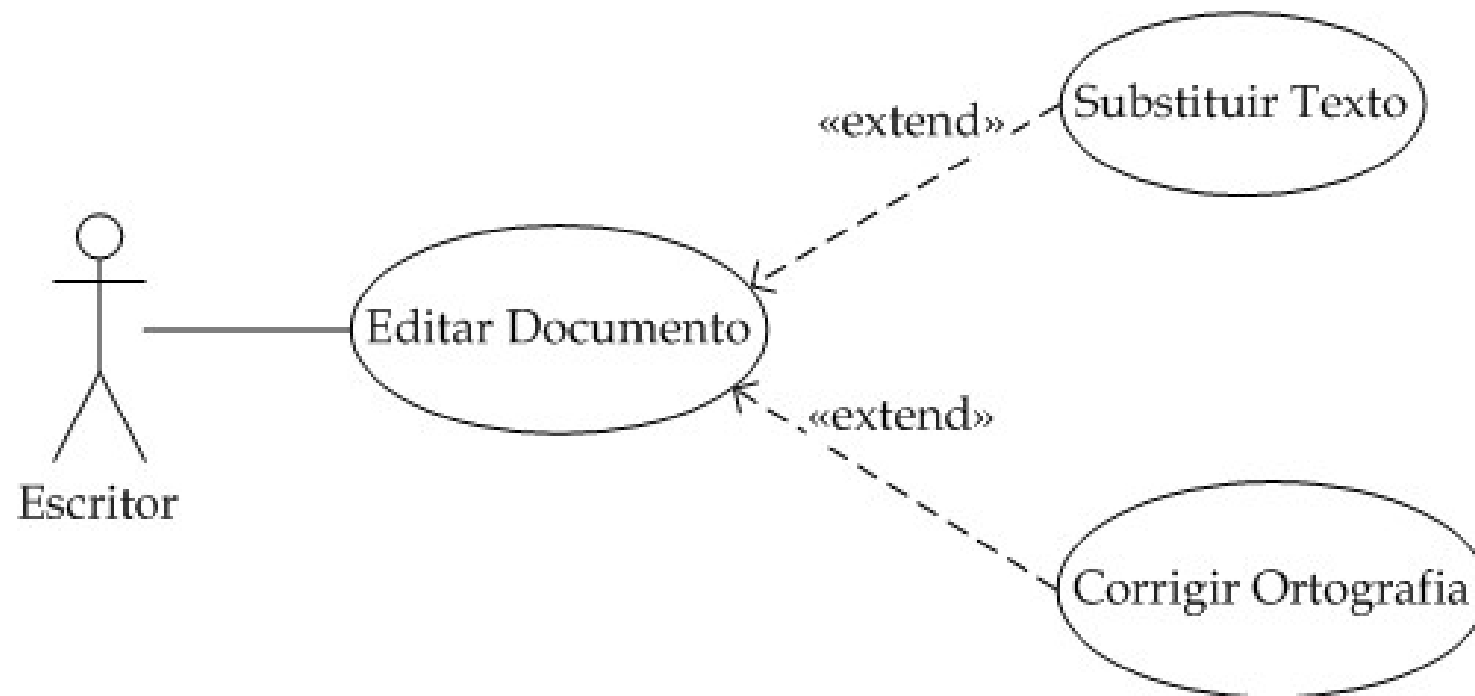 Substituir Texto
«extend»
Editar Documento
«extend»
Escritor
Corrigir Ortografia